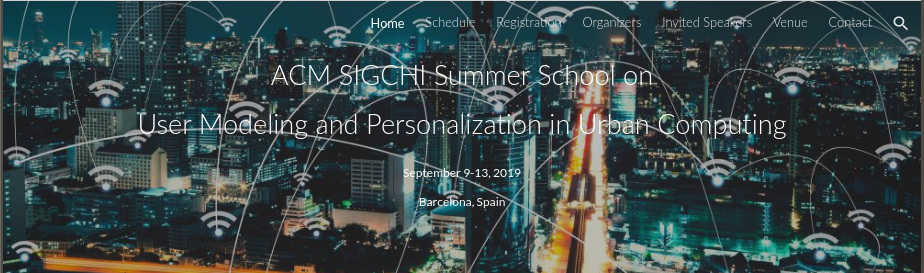 Home Schedule Registration Organizers Invited Speakers Venue Contact
ACM SIGCHI Summer School on
User Modeling and Personalization in Urban Computing
September 9-13, 2019
Barcelona, Spain